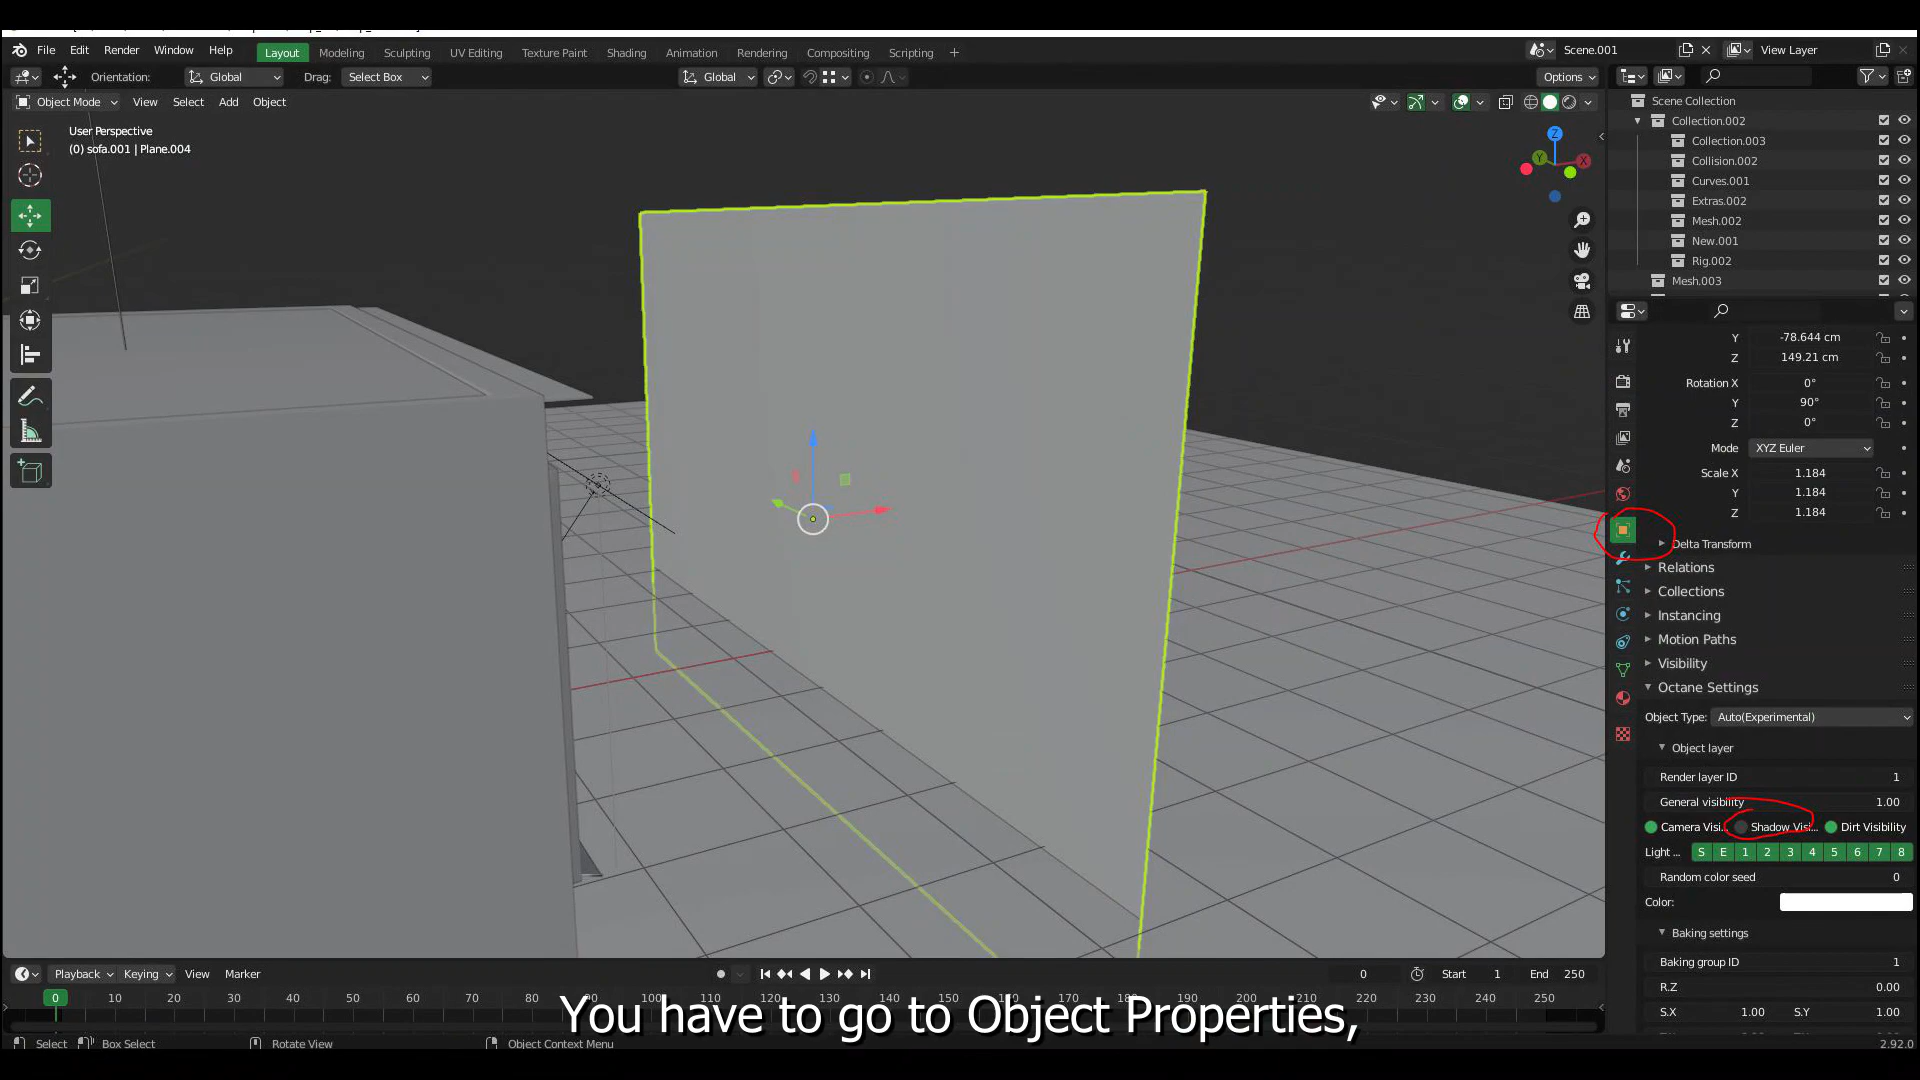 File Edit Render Window Help Layout Modeling Sculpting UV Editing Texture Paint Shading Animation Rendering Compositing Scripting + Scene.001 View Layer
Orientation: Global Drag: Select Box Global Options
Object Mode View Select Add Object
User Perspective
(0) sofa.001 | Plane.004
Z
Y
X
Scene Collection
Collection.002
Collection.003
Collision.002
Curves.001
Extras.002
Mesh.002
New.001
Rig.002
Mesh.003
Y -78.644 cm
Z 149.21 cm
Rotation X 0°
Y 90°
Z 0°
Mode XYZ Euler
Scale X 1.184
Y 1.184
Z 1.184
Delta Transform
Relations
Collections
Instancing
Motion Paths
Visibility
Octane Settings
Object Type: Auto(Experimental)
Object layer
Render layer ID 1
General visibility 1.00
Camera Visi... Shadow Visi... Dirt Visibility
Light ... S E 1 2 3 4 5 6 7 8
Random color seed 0
Color:
Baking settings
Baking group ID 1
R.Z 0.00
S.X 1.00 S.Y 1.00
Playback Keying View Marker 0 Start 1 End 250
0 10 20 30 40 50 60 70 80 90 100 110 120 130 140 150 160 170 180 190 200 210 220 230 240 250
You have to go to Object Properties,
Select Box Select Rotate View Object Context Menu 2.92.0